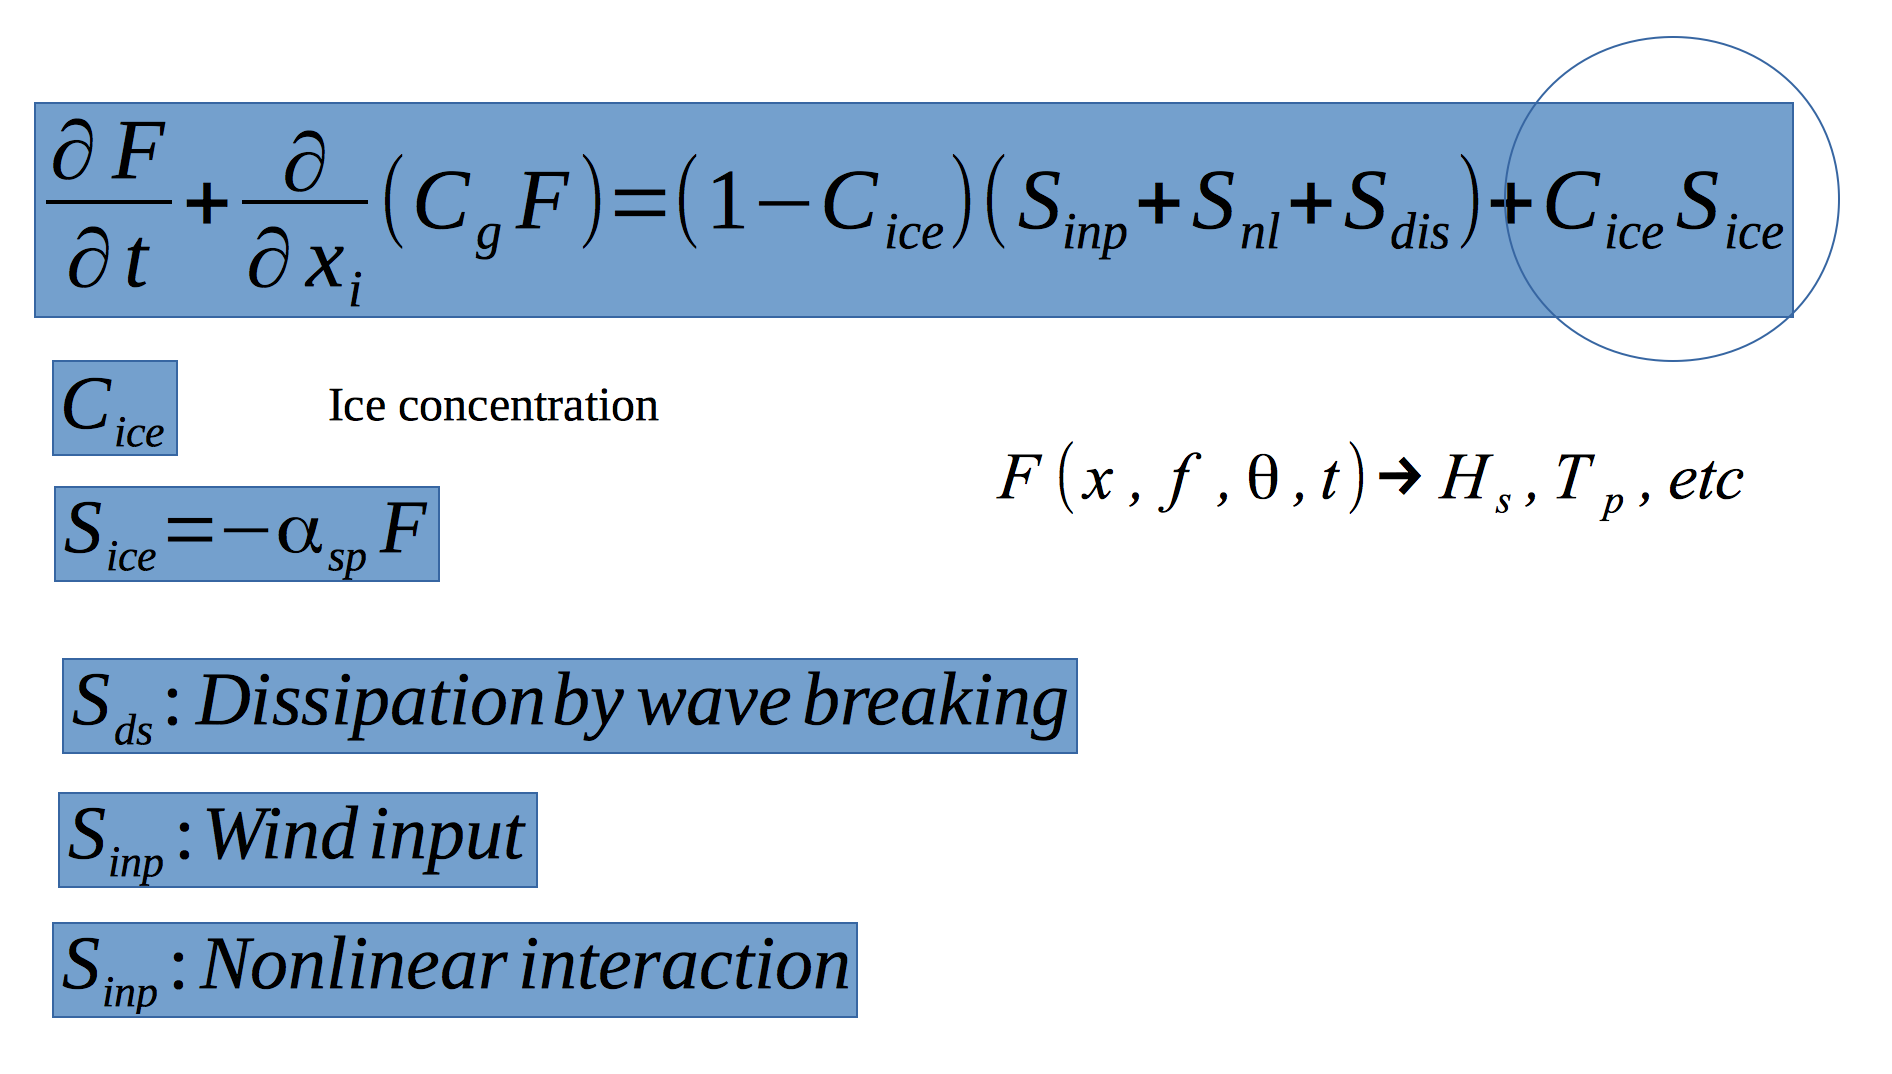 ∂F/∂t + ∂/∂x_i (C_g F) = (1 − C_ice)(S_inp + S_nl + S_dis) + C_ice S_ice
C_ice Ice concentration
F(x, f, θ, t) → H_s, T_p, etc
S_ice = −α_sp F
S_ds : Dissipation by wave breaking
S_inp : Wind input
S_inp : Nonlinear interaction